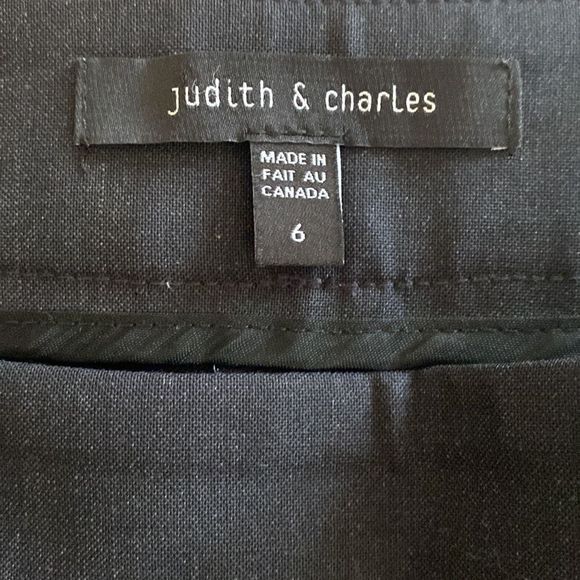 judith & charles
MADE IN
FAIT AU
CANADA
6